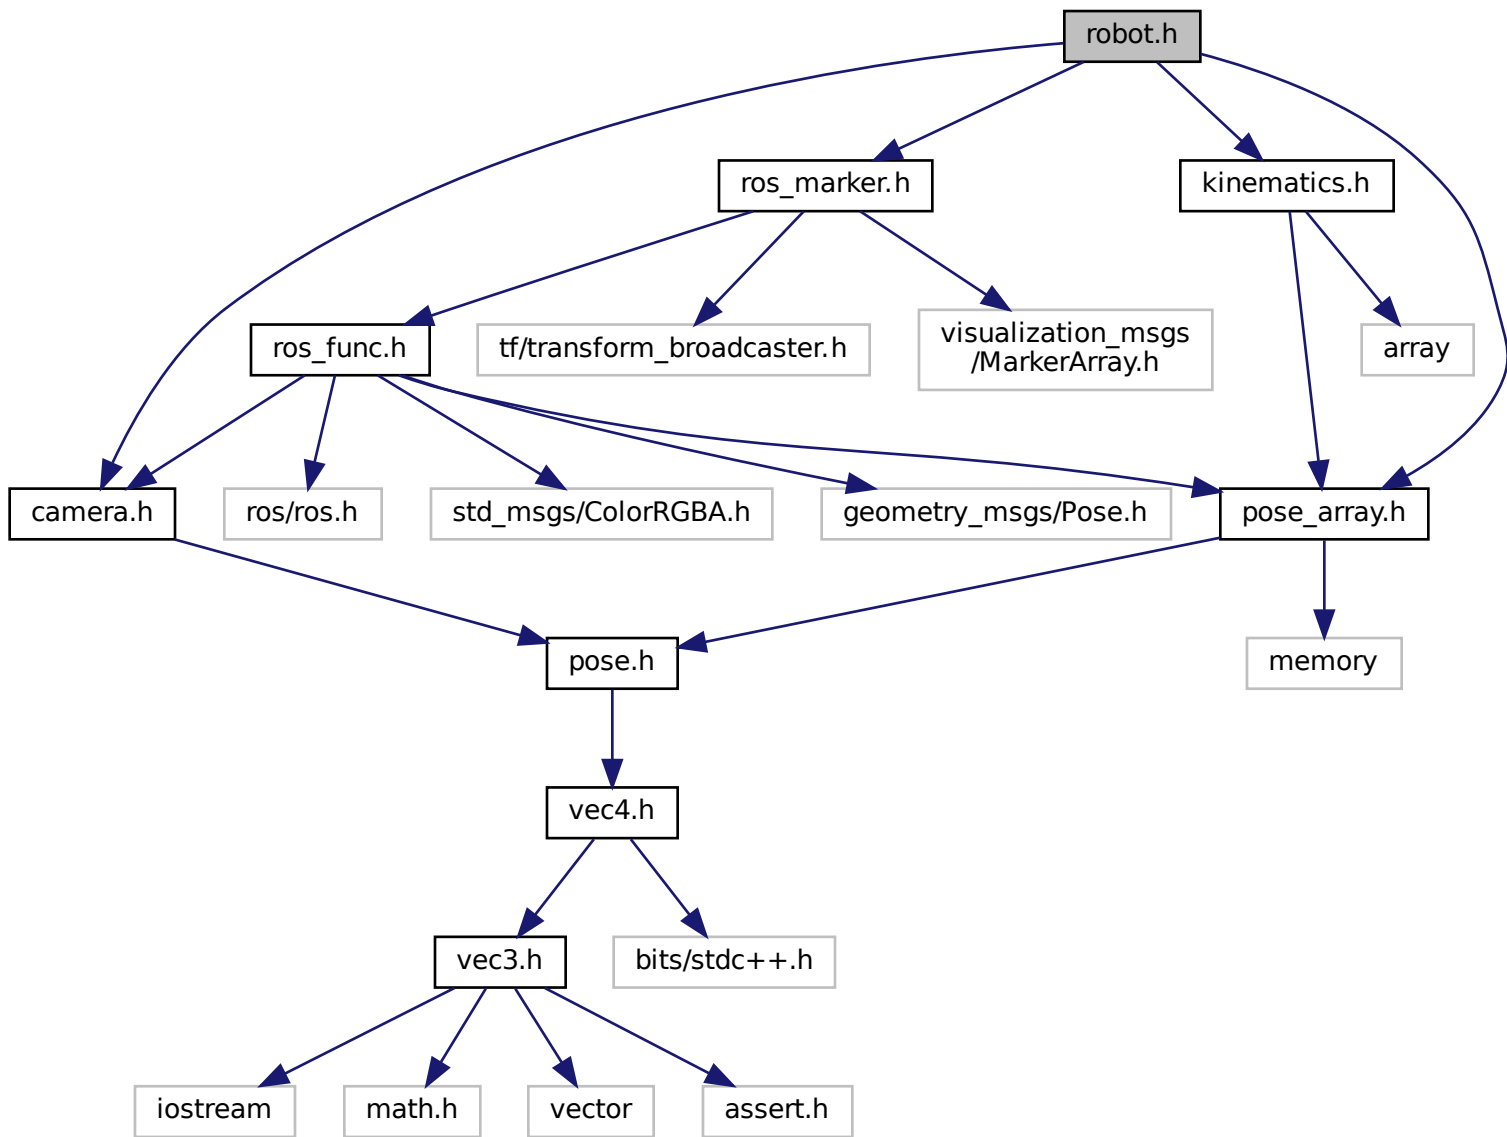 robot.h
ros_marker.h
kinematics.h
ros_func.h
tf/transform_broadcaster.h
visualization_msgs
/MarkerArray.h
array
camera.h
ros/ros.h
std_msgs/ColorRGBA.h
geometry_msgs/Pose.h
pose_array.h
pose.h
memory
vec4.h
vec3.h
bits/stdc++.h
iostream
math.h
vector
assert.h